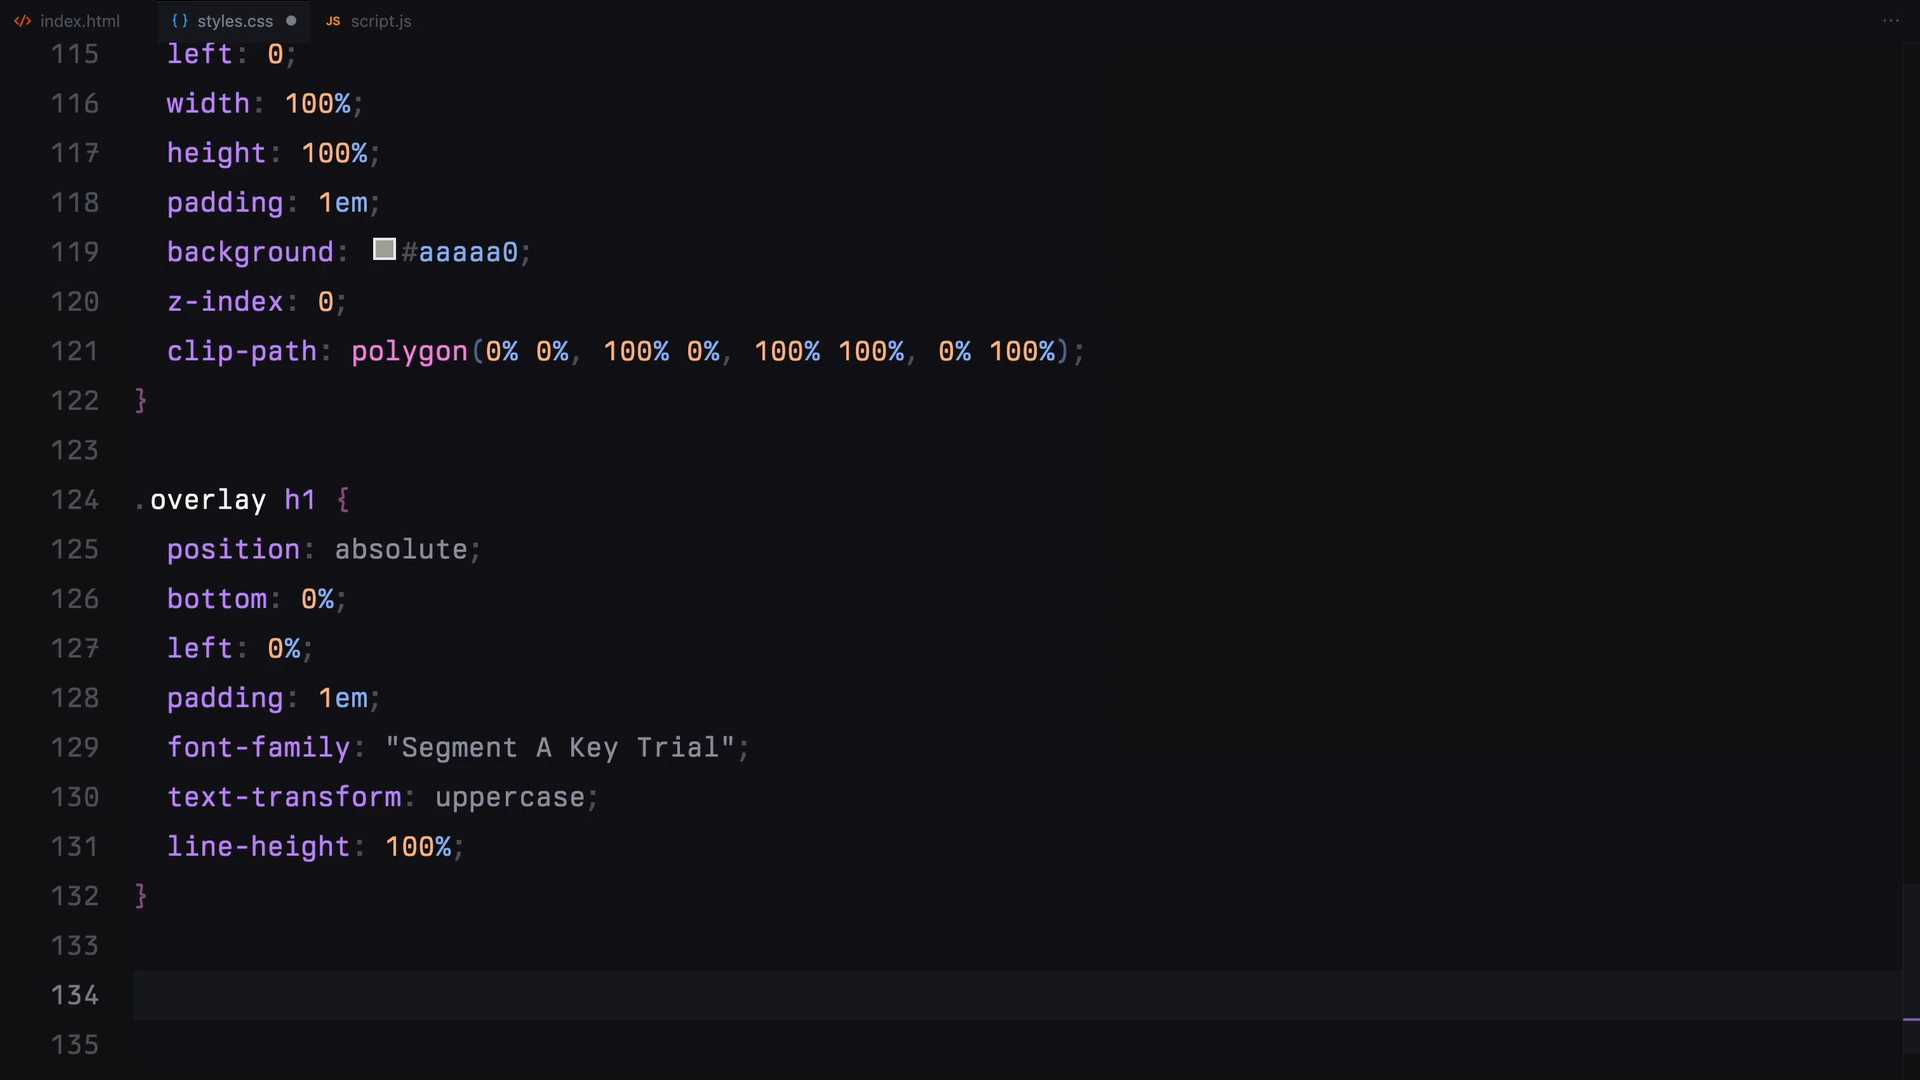 </> index.html { } styles.css ● JS script.js ...
115 left: 0;
116 width: 100%;
117 height: 100%;
118 padding: 1em;
119 background: #aaaaa0;
120 z-index: 0;
121 clip-path: polygon(0% 0%, 100% 0%, 100% 100%, 0% 100%);
122 }
123
124 .overlay h1 {
125 position: absolute;
126 bottom: 0%;
127 left: 0%;
128 padding: 1em;
129 font-family: "Segment A Key Trial";
130 text-transform: uppercase;
131 line-height: 100%;
132 }
133
134
135